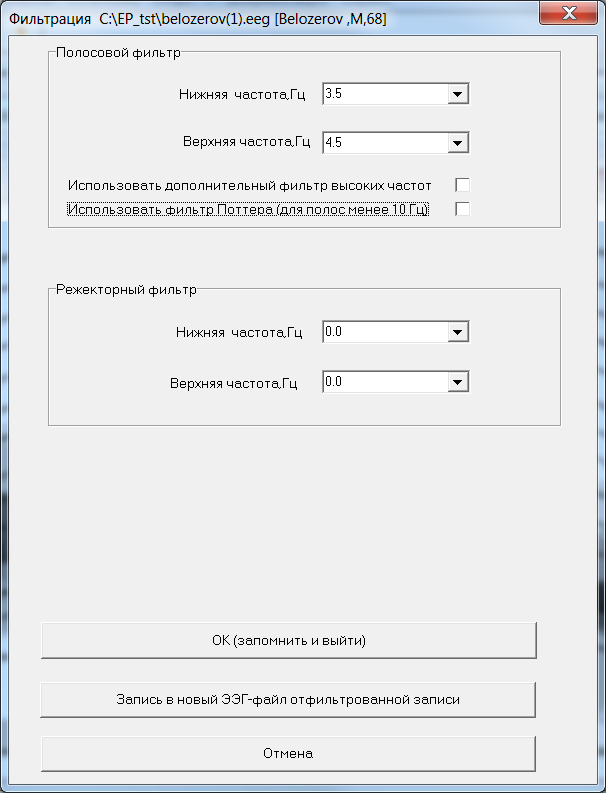 Фильтрация C:\EP_tst\belozerov(1).eeg [Belozerov ,M,68]
Полосовой фильтр
Нижняя частота,Гц 3.5
Верхняя частота,Гц 4.5
Использовать дополнительный фильтр высоких частот
Использовать фильтр Поттера (для полос менее 10 Гц)
Режекторный фильтр
Нижняя частота,Гц 0.0
Верхняя частота,Гц 0.0
OK (запомнить и выйти)
Запись в новый ЭЭГ-файл отфильтрованной записи
Отмена